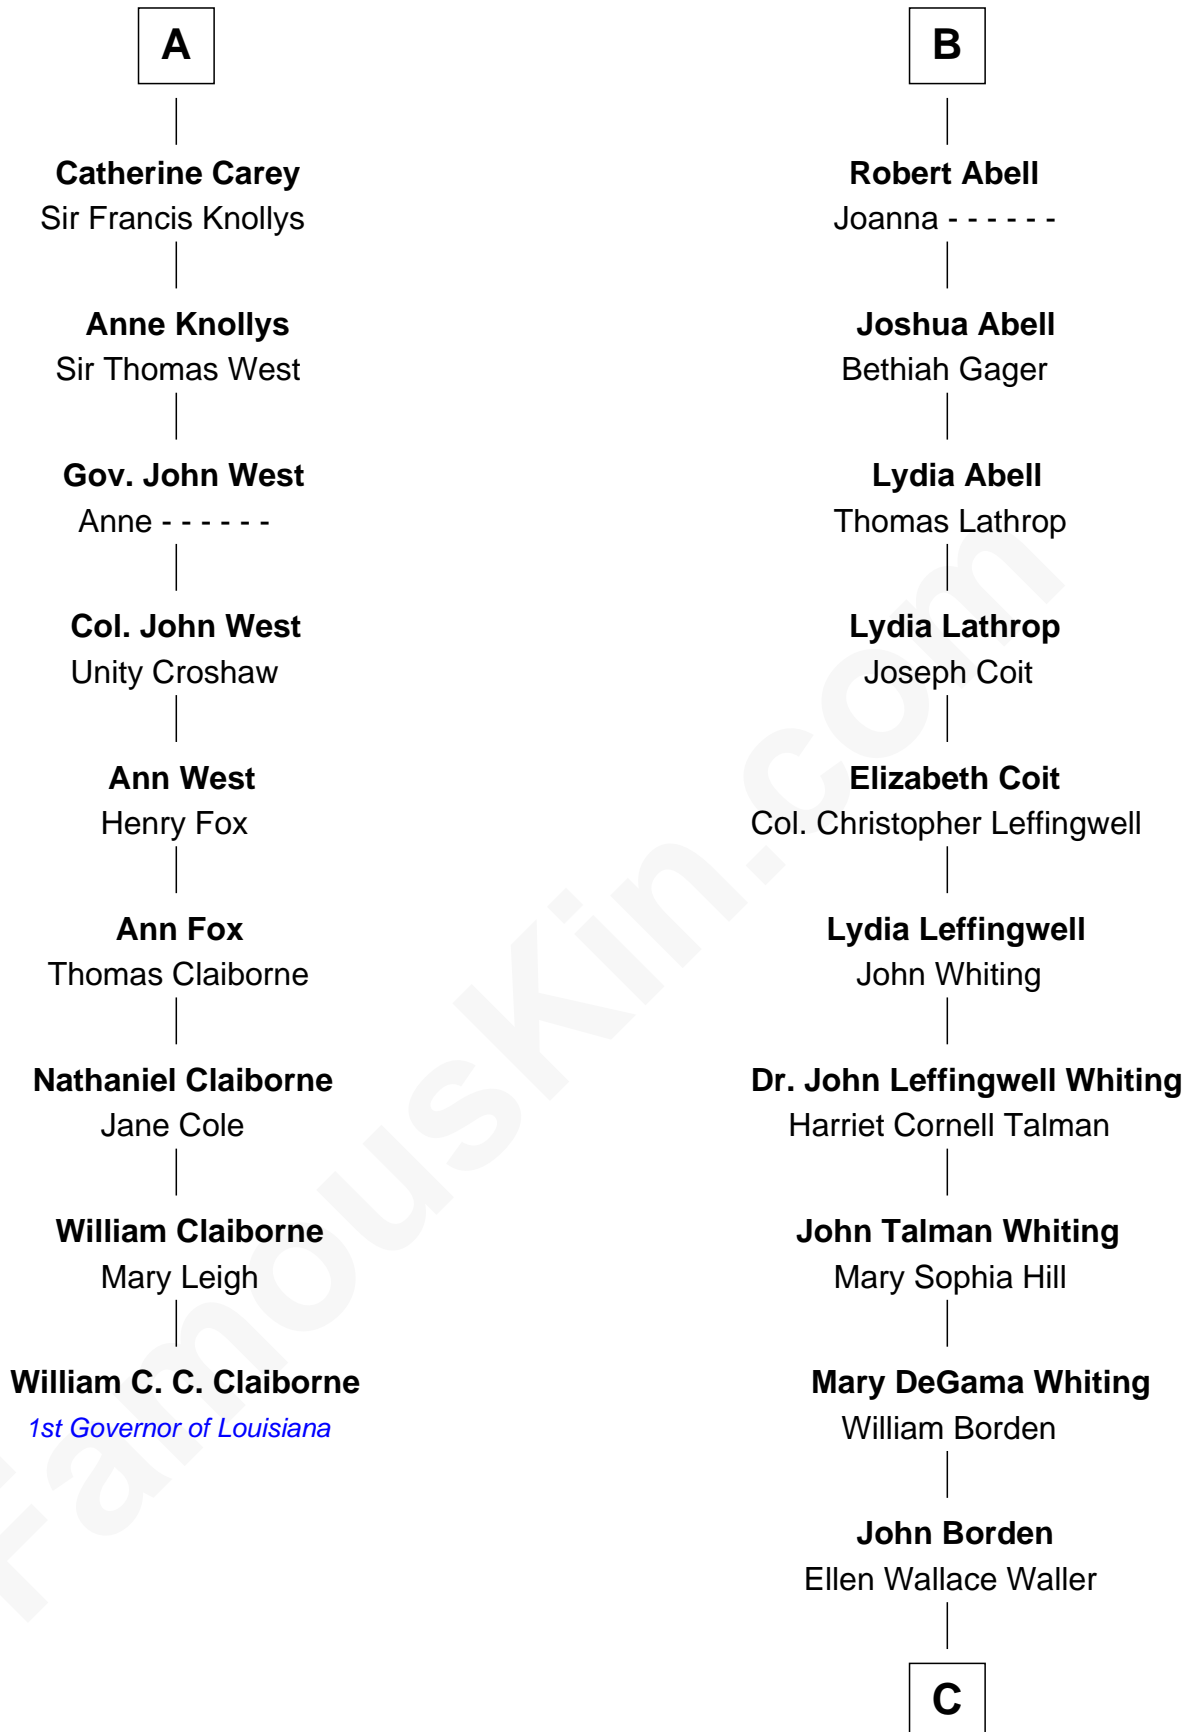 A
Catherine Carey
Sir Francis Knollys
Anne Knollys
Sir Thomas West
Gov. John West
Anne - - - - - -
Col. John West
Unity Croshaw
Ann West
Henry Fox
Ann Fox
Thomas Claiborne
Nathaniel Claiborne
Jane Cole
William Claiborne
Mary Leigh
William C. C. Claiborne
1st Governor of Louisiana
B
Robert Abell
Joanna - - - - - -
Joshua Abell
Bethiah Gager
Lydia Abell
Thomas Lathrop
Lydia Lathrop
Joseph Coit
Elizabeth Coit
Col. Christopher Leffingwell
Lydia Leffingwell
John Whiting
Dr. John Leffingwell Whiting
Harriet Cornell Talman
John Talman Whiting
Mary Sophia Hill
Mary DeGama Whiting
William Borden
John Borden
Ellen Wallace Waller
C
FamousKin.com